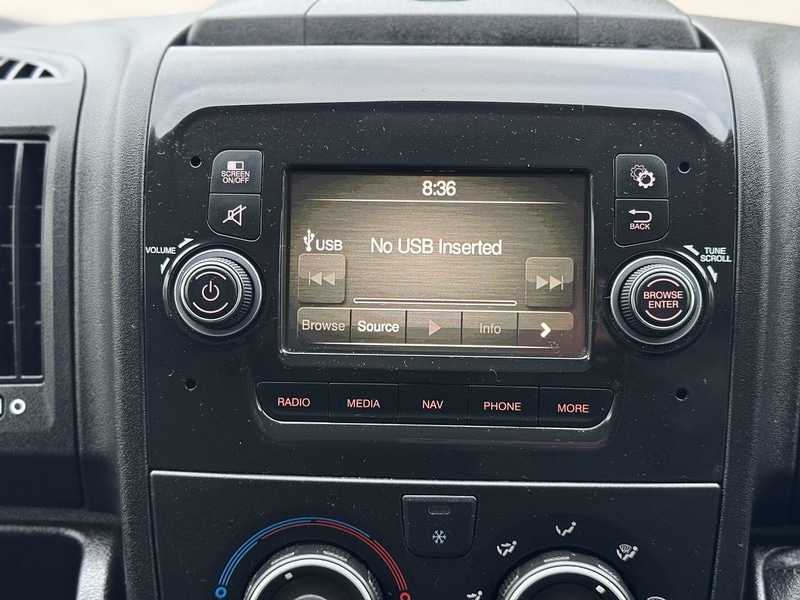 SCREEN
ON/OFF
8:36
BACK
VOLUME
USB
No USB Inserted
TUNE
SCROLL
BROWSE
ENTER
Browse
Source
Info
RADIO
MEDIA
NAV
PHONE
MORE